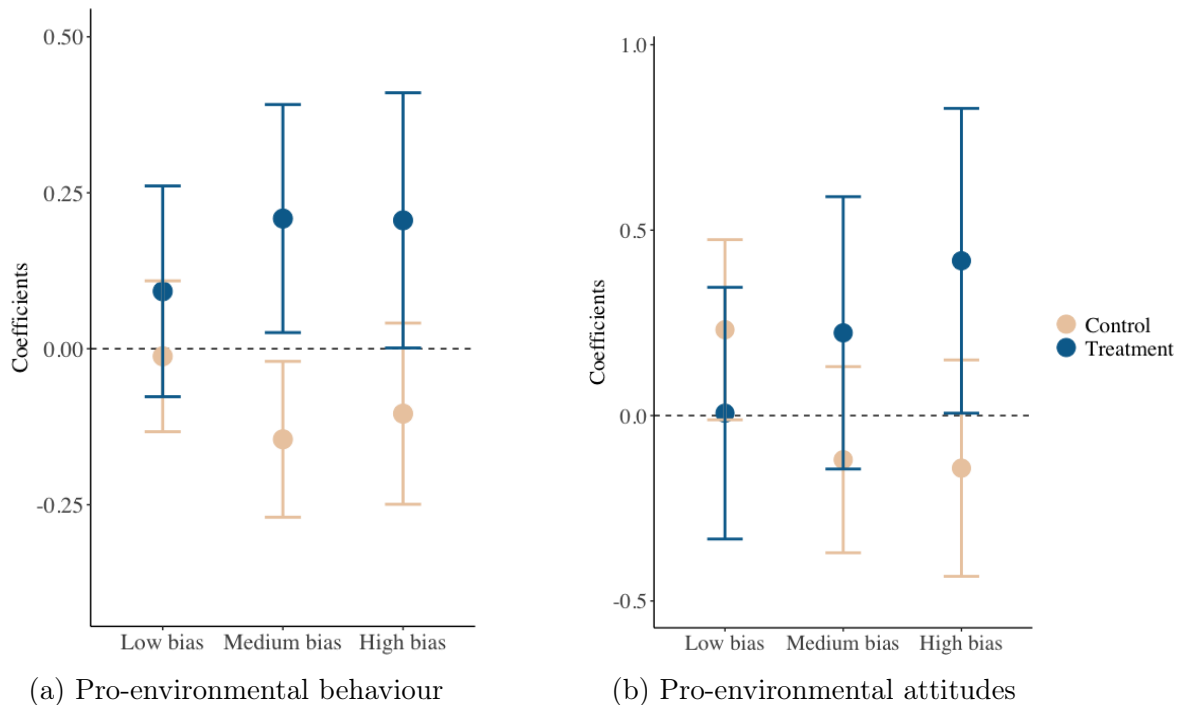 0.50
0.25
0.00
-0.25
Coefficients
Low bias Medium bias High bias
(a) Pro-environmental behaviour
1.0
0.5
0.0
-0.5
Coefficients
Low bias Medium bias High bias
(b) Pro-environmental attitudes
Control
Treatment